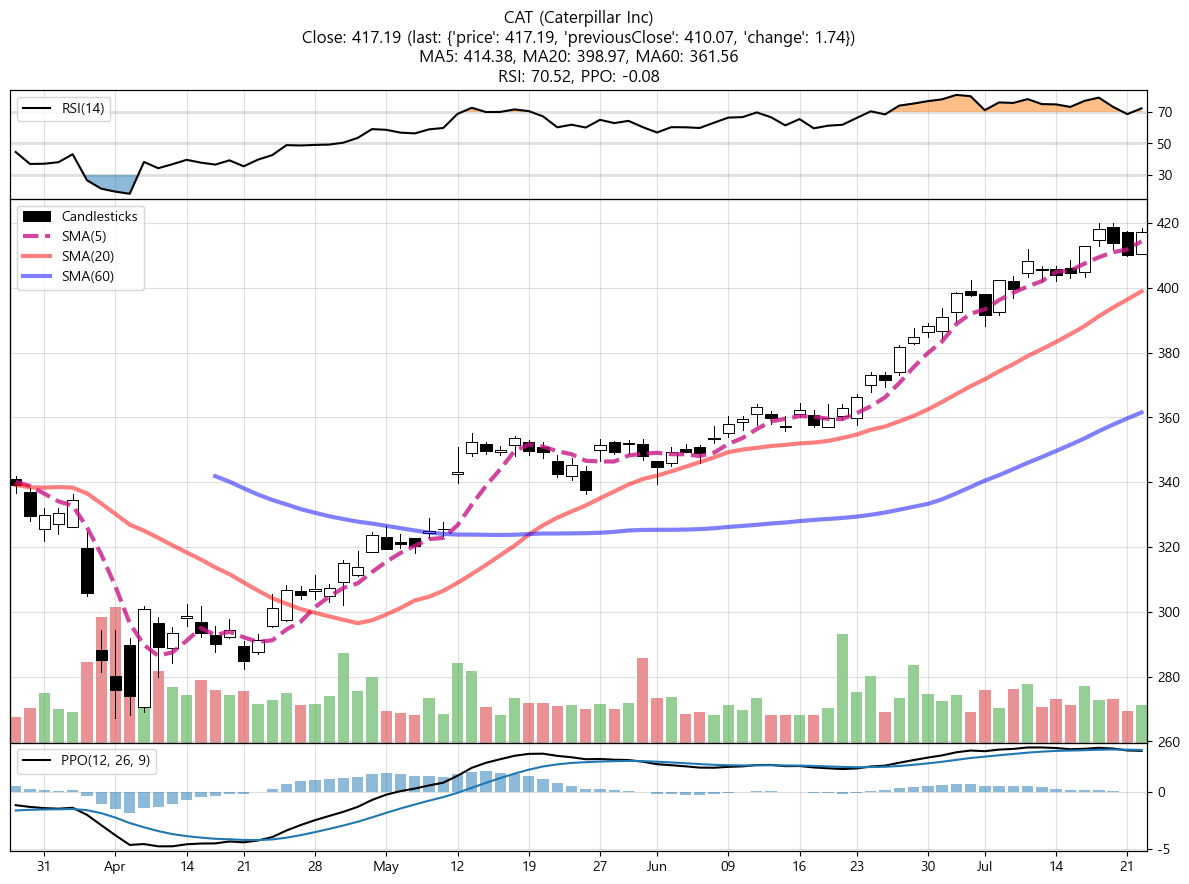 CAT (Caterpillar Inc)
Close: 417.19 (last: {'price': 417.19, 'previousClose': 410.07, 'change': 1.74})
MA5: 414.38, MA20: 398.97, MA60: 361.56
RSI: 70.52, PPO: -0.08
RSI(14)
70
50
30
Candlesticks
SMA(5)
SMA(20)
SMA(60)
420
400
380
360
340
320
300
280
260
PPO(12, 26, 9)
0
-5
31 Apr 14 21 28 May 12 19 27 Jun 09 16 23 30 Jul 14 21